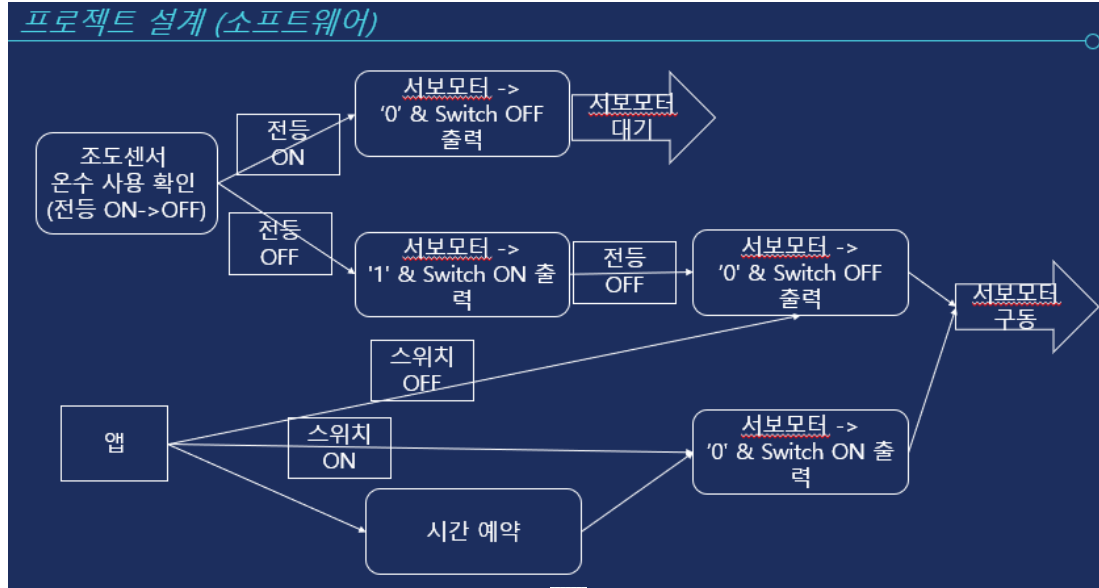 프로젝트 설계 (소프트웨어)
서보모터 ->
‘0’ & Switch OFF
출력
서보모터
대기
전등
ON
조도센서
온수 사용 확인
(전등 ON->OFF)
전등
OFF
서보모터 ->
'1' & Switch ON 출
력
전등
OFF
서보모터 ->
’0' & Switch OFF
출력
서보모터
구동
스위치
OFF
앱
스위치
ON
서보모터 ->
’0' & Switch ON 출
력
시간 예약